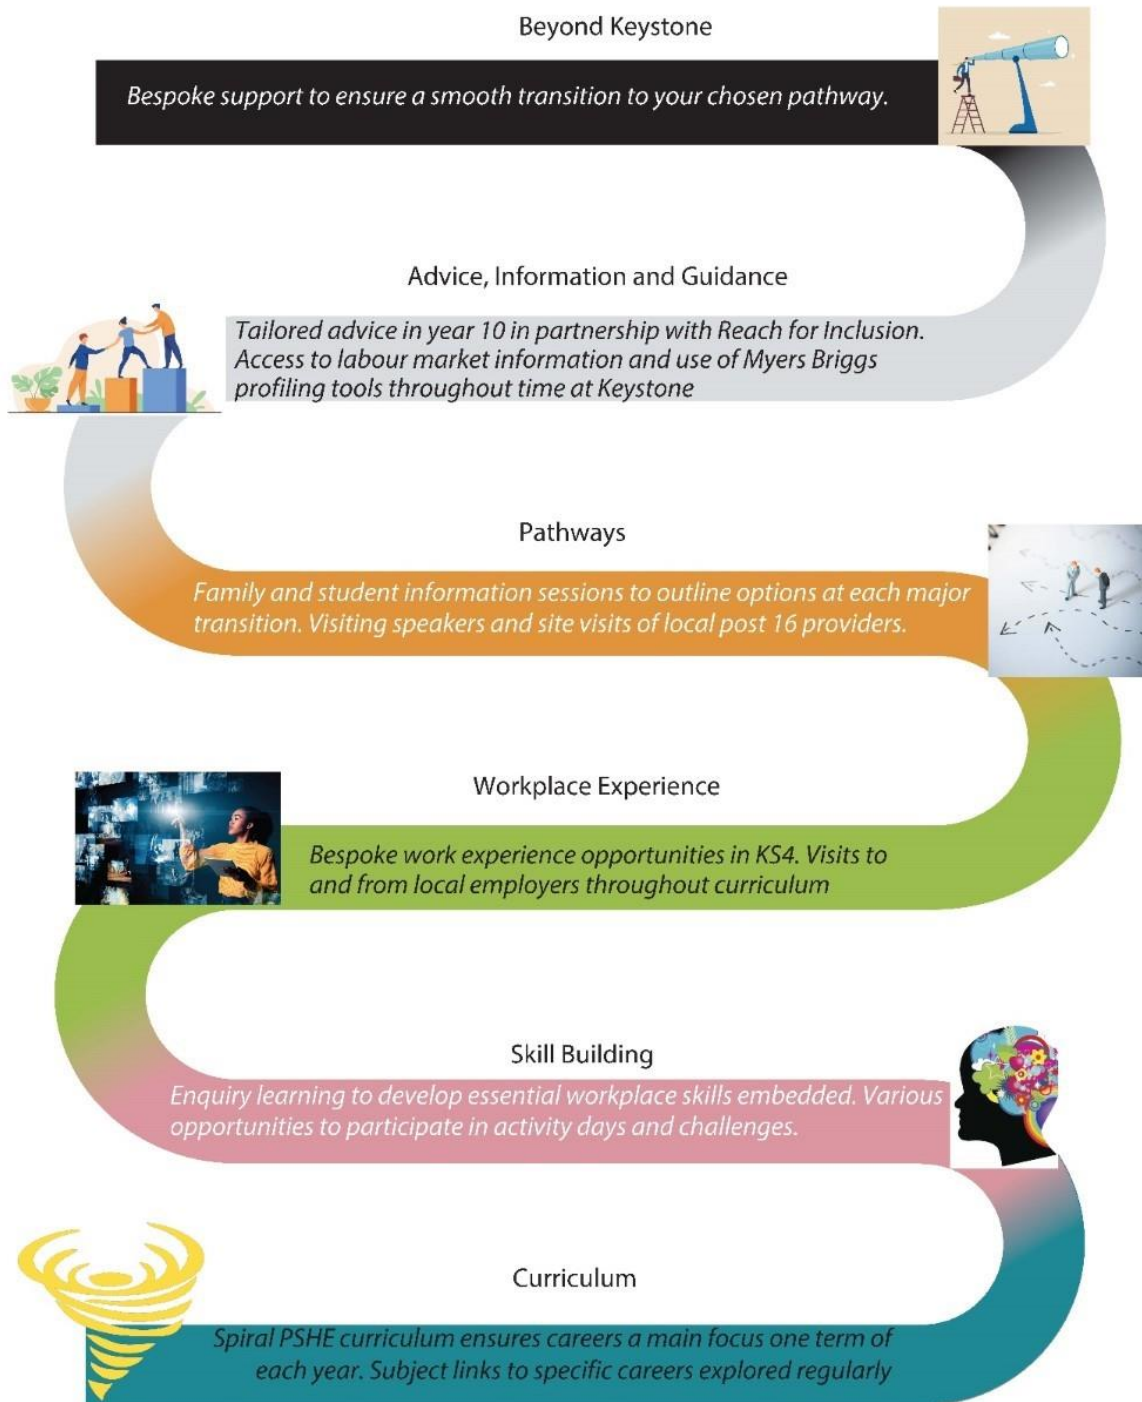 Beyond Keystone
Bespoke support to ensure a smooth transition to your chosen pathway.
Advice, Information and Guidance
Tailored advice in year 10 in partnership with Reach for Inclusion.
Access to labour market information and use of Myers Briggs
profiling tools throughout time at Keystone
Pathways
Family and student information sessions to outline options at each major
transition. Visiting speakers and site visits of local post 16 providers.
Workplace Experience
Bespoke work experience opportunities in KS4. Visits to
and from local employers throughout curriculum
Skill Building
Enquiry learning to develop essential workplace skills embedded. Various
opportunities to participate in activity days and challenges.
Curriculum
Spiral PSHE curriculum ensures careers a main focus one term of
each year. Subject links to specific careers explored regularly